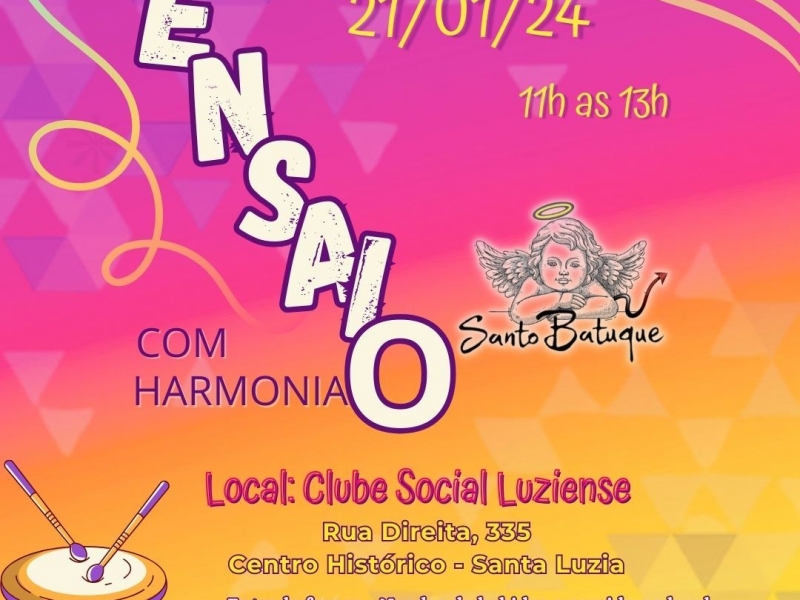 21/01/24
11h as 13h
ENSAIO
Santo Batuque
COM
HARMONIA
Local: Clube Social Luziense
Rua Direita, 335
Centro Histórico - Santa Luzia